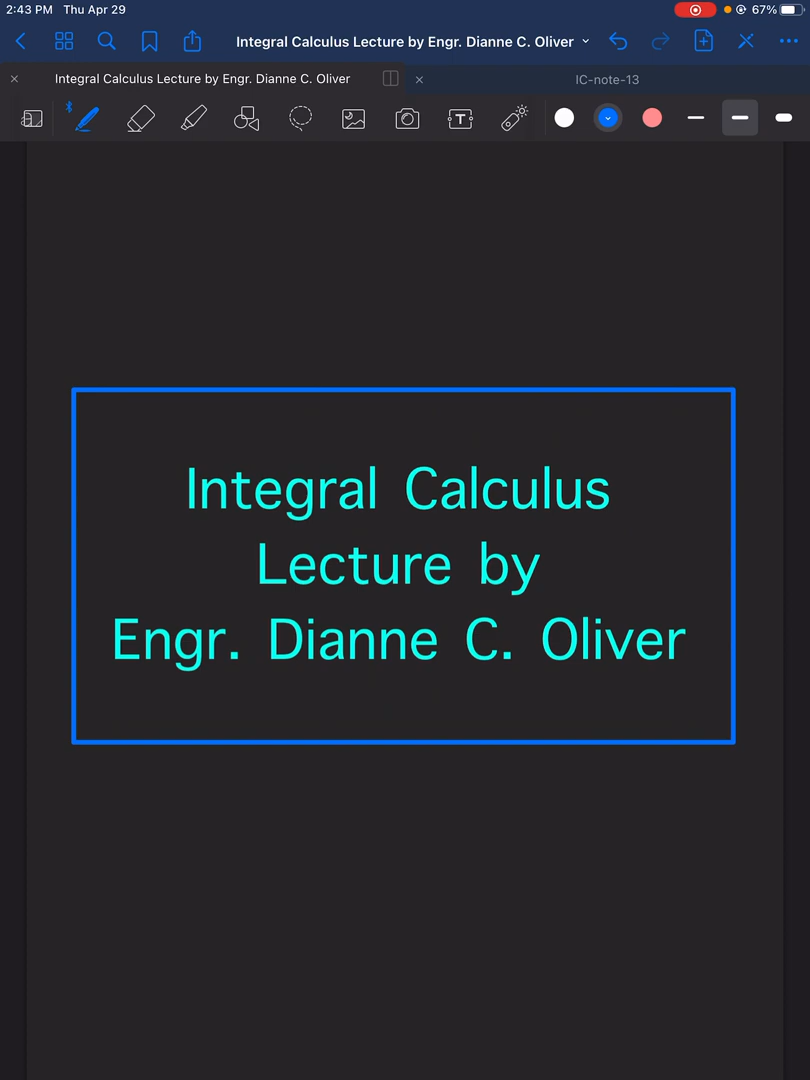 2:43 PM Thu Apr 29 67%
Integral Calculus Lecture by Engr. Dianne C. Oliver
Integral Calculus Lecture by Engr. Dianne C. Oliver IC-note-13
T
Integral Calculus
Lecture by
Engr. Dianne C. Oliver